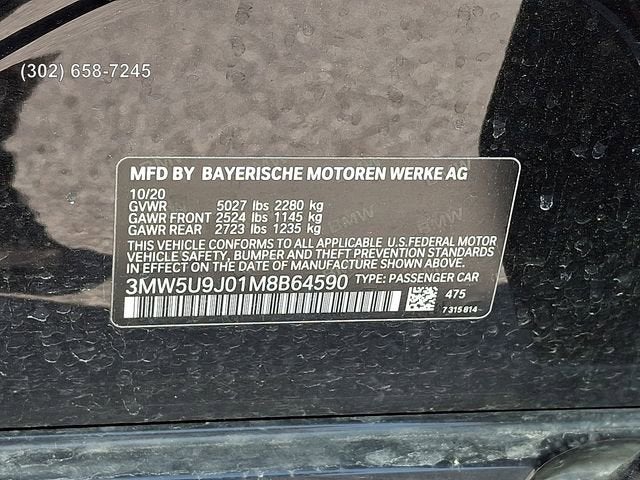 (302) 658-7245
MFD BY BAYERISCHE MOTOREN WERKE AG
10/20
GVWR 5027 lbs 2280 kg
GAWR FRONT 2524 lbs 1145 kg
GAWR REAR 2723 lbs 1235 kg
THIS VEHICLE CONFORMS TO ALL APPLICABLE U.S.FEDERAL MOTOR
VEHICLE SAFETY, BUMPER, AND THEFT PREVENTION STANDARDS
IN EFFECT ON THE DATE OF MANUFACTURE SHOWN ABOVE.
3MW5U9J01M8B64590 TYPE: PASSENGER CAR
475
7 315 814